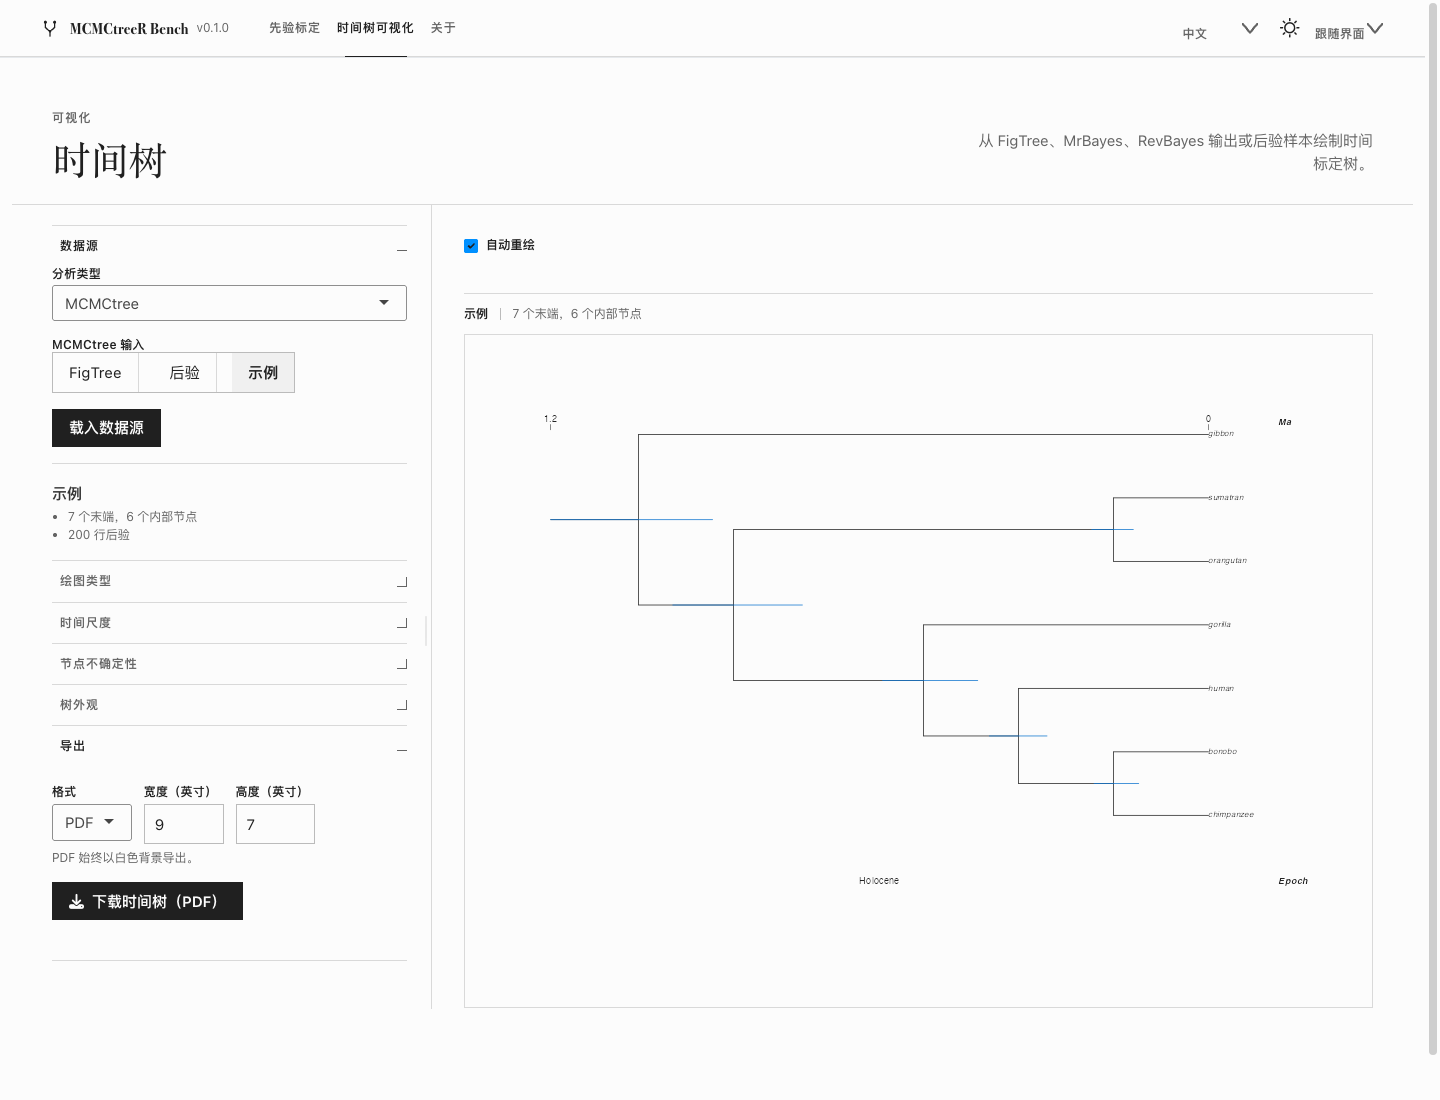 MCMCtreeR Bench v0.1.0 先验标定 时间树可视化 关于 中文 跟随界面
可视化
时间树
从 FigTree、MrBayes、RevBayes 输出或后验样本绘制时间
标定树。
数据源
分析类型
MCMCtree
MCMCtree 输入
FigTree 后验 示例
载入数据源
示例
7 个末端，6 个内部节点
200 行后验
绘图类型
时间尺度
节点不确定性
树外观
导出
格式 宽度（英寸） 高度（英寸）
PDF 9 7
PDF 始终以白色背景导出。
下载时间树（PDF）
自动重绘
示例 7 个末端，6 个内部节点
1.2 0 Ma
gibbon
sumatran
orangutan
gorilla
human
bonobo
chimpanzee
Holocene Epoch